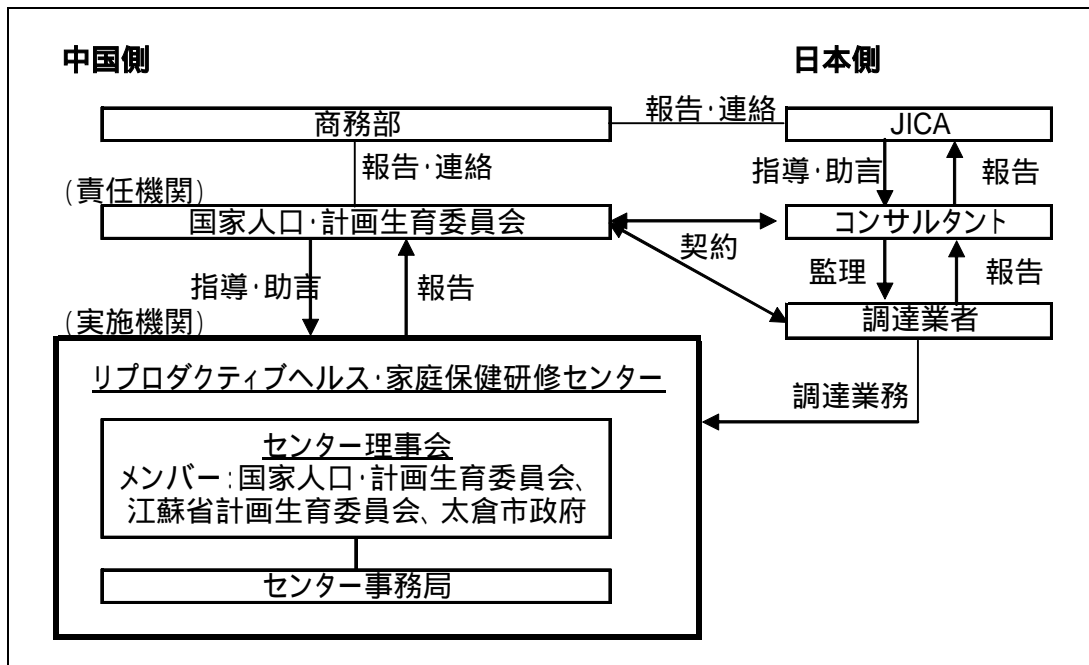 中国側
日本側
商務部
報告・連絡
JICA
報告・連絡
指導・助言
報告
(責任機関)
国家人口・計画生育委員会
コンサルタント
契約
指導・助言
報告
監理
報告
(実施機関)
調達業者
リプロダクティブヘルス・家庭保健研修センター
調達業務
センター理事会
メンバー:国家人口・計画生育委員会、
江蘇省計画生育委員会、太倉市政府
センター事務局